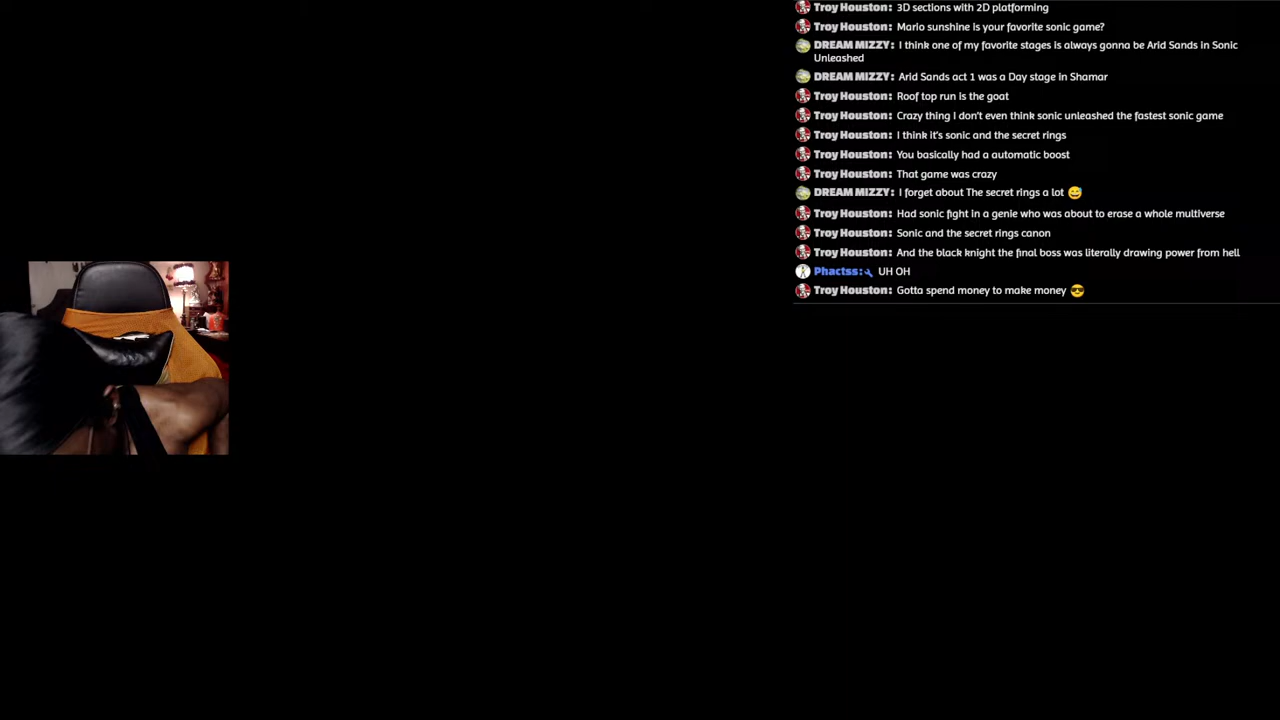 Troy Houston: 3D sections with 2D platforming
Troy Houston: Mario sunshine is your favorite sonic game?
DREAM MIZZY: I think one of my favorite stages is always gonna be Arid Sands in Sonic
Unleashed
DREAM MIZZY: Arid Sands act 1 was a Day stage in Shamar
Troy Houston: Roof top run is the goat
Troy Houston: Crazy thing I don't even think sonic unleashed the fastest sonic game
Troy Houston: I think it's sonic and the secret rings
Troy Houston: You basically had a automatic boost
Troy Houston: That game was crazy
DREAM MIZZY: I forget about The secret rings a lot 😅
Troy Houston: Had sonic fight in a genie who was about to erase a whole multiverse
Troy Houston: Sonic and the secret rings canon
Troy Houston: And the black knight the final boss was literally drawing power from hell
Phactss: UH OH
Troy Houston: Gotta spend money to make money 😎